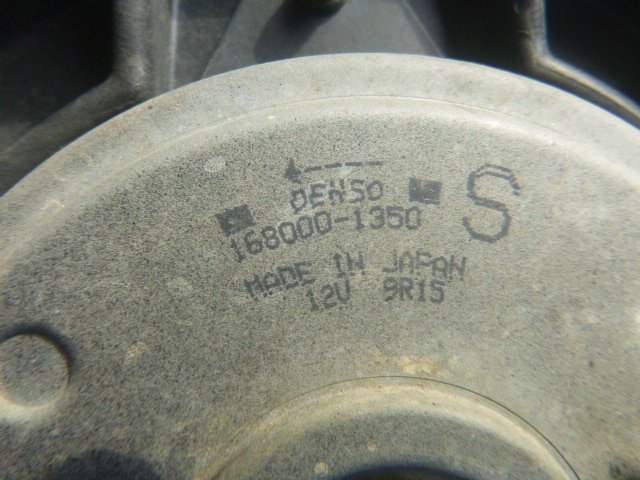 DENSO
S
168000-1350
MADE IN JAPAN
12V 9R15